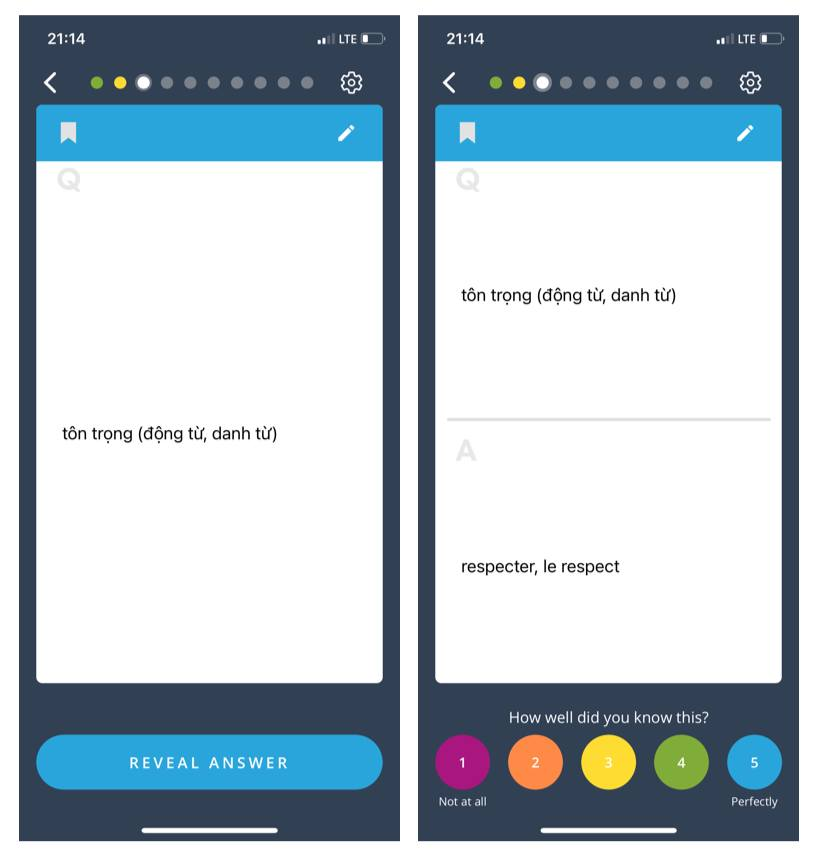 21:14
LTE
Q
tôn trọng (động từ, danh từ)
REVEAL ANSWER
21:14
LTE
Q
tôn trọng (động từ, danh từ)
A
respecter, le respect
How well did you know this?
1 2 3 4 5
Not at all Perfectly